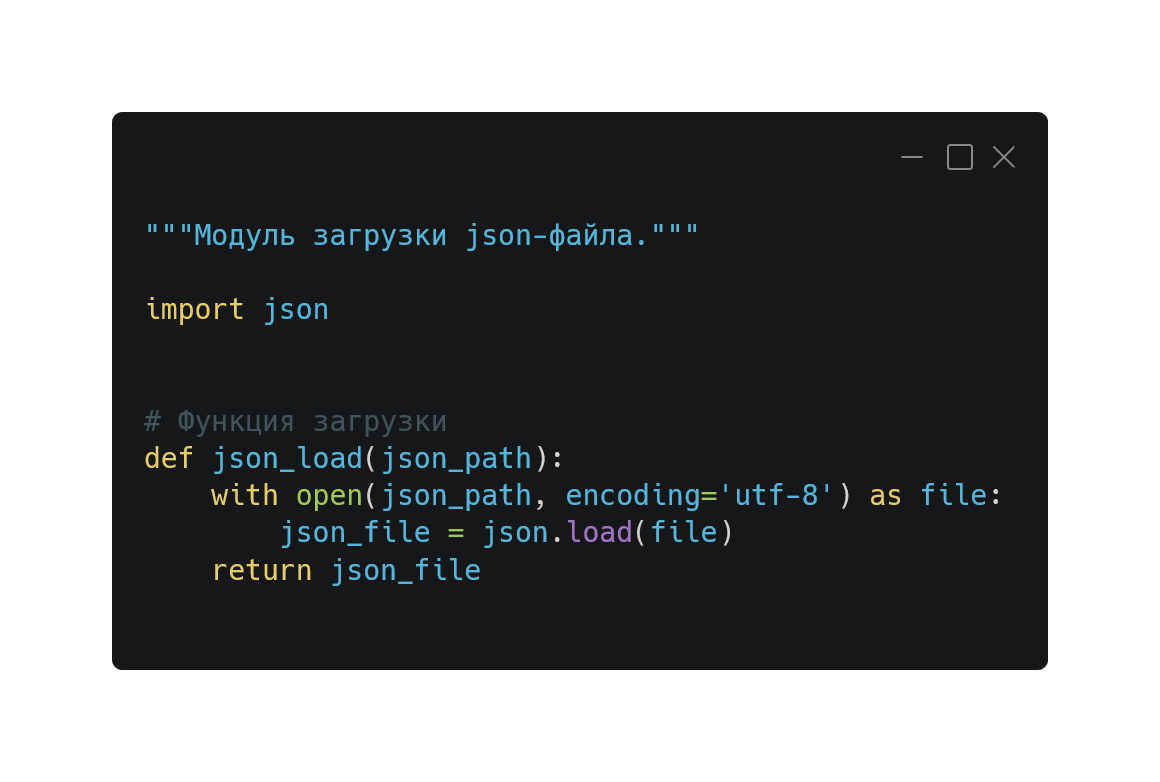 """Модуль загрузки json-файла."""
import json
# Функция загрузки
def json_load(json_path):
    with open(json_path, encoding='utf-8') as file:
        json_file = json.load(file)
    return json_file